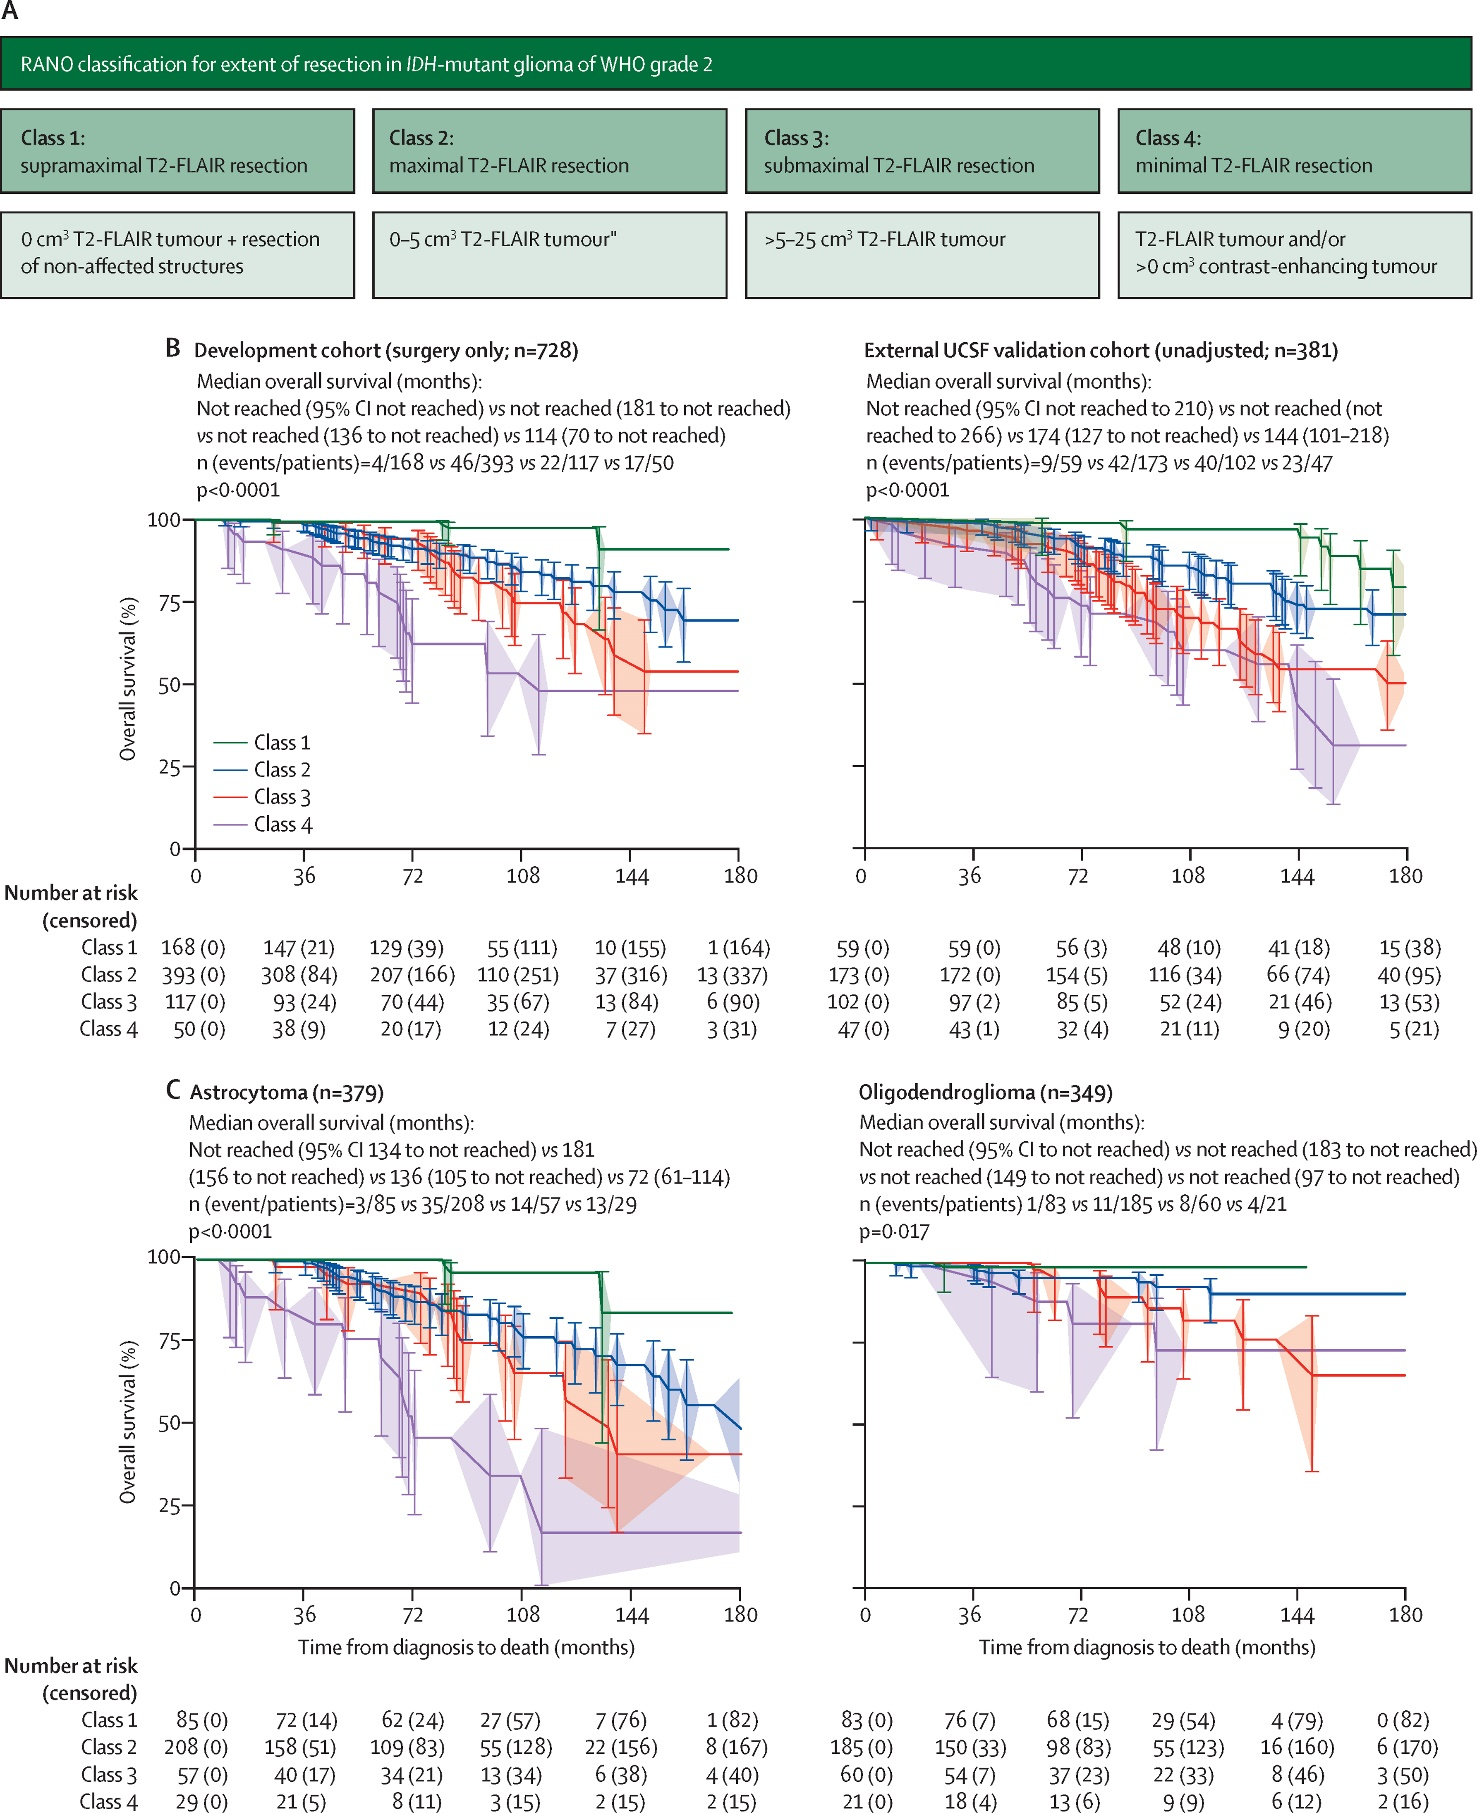 A
RANO classification for extent of resection in IDH-mutant glioma of WHO grade 2
Class 1:
supramaximal T2-FLAIR resection
Class 2:
maximal T2-FLAIR resection
Class 3:
submaximal T2-FLAIR resection
Class 4:
minimal T2-FLAIR resection
0 cm³ T2-FLAIR tumour + resection
of non-affected structures
0–5 cm³ T2-FLAIR tumour"
>5–25 cm³ T2-FLAIR tumour
T2-FLAIR tumour and/or
>0 cm³ contrast-enhancing tumour
B Development cohort (surgery only; n=728)
Median overall survival (months):
Not reached (95% CI not reached) vs not reached (181 to not reached)
vs not reached (136 to not reached) vs 114 (70 to not reached)
n (events/patients)=4/168 vs 46/393 vs 22/117 vs 17/50
p<0·0001
External UCSF validation cohort (unadjusted; n=381)
Median overall survival (months):
Not reached (95% CI not reached to 210) vs not reached (not
reached to 266) vs 174 (127 to not reached) vs 144 (101–218)
n (events/patients)=9/59 vs 42/173 vs 40/102 vs 23/47
p<0·0001
Overall survival (%)
100
75
50
25
0
Class 1
Class 2
Class 3
Class 4
0 36 72 108 144 180
0 36 72 108 144 180
Number at risk
(censored)
Class 1 168 (0) 147 (21) 129 (39) 55 (111) 10 (155) 1 (164) 59 (0) 59 (0) 56 (3) 48 (10) 41 (18) 15 (38)
Class 2 393 (0) 308 (84) 207 (166) 110 (251) 37 (316) 13 (337) 173 (0) 172 (0) 154 (5) 116 (34) 66 (74) 40 (95)
Class 3 117 (0) 93 (24) 70 (44) 35 (67) 13 (84) 6 (90) 102 (0) 97 (2) 85 (5) 52 (24) 21 (46) 13 (53)
Class 4 50 (0) 38 (9) 20 (17) 12 (24) 7 (27) 3 (31) 47 (0) 43 (1) 32 (4) 21 (11) 9 (20) 5 (21)
C Astrocytoma (n=379)
Median overall survival (months):
Not reached (95% CI 134 to not reached) vs 181
(156 to not reached) vs 136 (105 to not reached) vs 72 (61–114)
n (event/patients)=3/85 vs 35/208 vs 14/57 vs 13/29
p<0·0001
Oligodendroglioma (n=349)
Median overall survival (months):
Not reached (95% CI to not reached) vs not reached (183 to not reached)
vs not reached (149 to not reached) vs not reached (97 to not reached)
n (events/patients) 1/83 vs 11/185 vs 8/60 vs 4/21
p=0·017
Overall survival (%)
100
75
50
25
0
0 36 72 108 144 180
0 36 72 108 144 180
Time from diagnosis to death (months)
Time from diagnosis to death (months)
Number at risk
(censored)
Class 1 85 (0) 72 (14) 62 (24) 27 (57) 7 (76) 1 (82) 83 (0) 76 (7) 68 (15) 29 (54) 4 (79) 0 (82)
Class 2 208 (0) 158 (51) 109 (83) 55 (128) 22 (156) 8 (167) 185 (0) 150 (33) 98 (83) 55 (123) 16 (160) 6 (170)
Class 3 57 (0) 40 (17) 34 (21) 13 (34) 6 (38) 4 (40) 60 (0) 54 (7) 37 (23) 22 (33) 8 (46) 3 (50)
Class 4 29 (0) 21 (5) 8 (11) 3 (15) 2 (15) 2 (15) 21 (0) 18 (4) 13 (6) 9 (9) 6 (12) 2 (16)